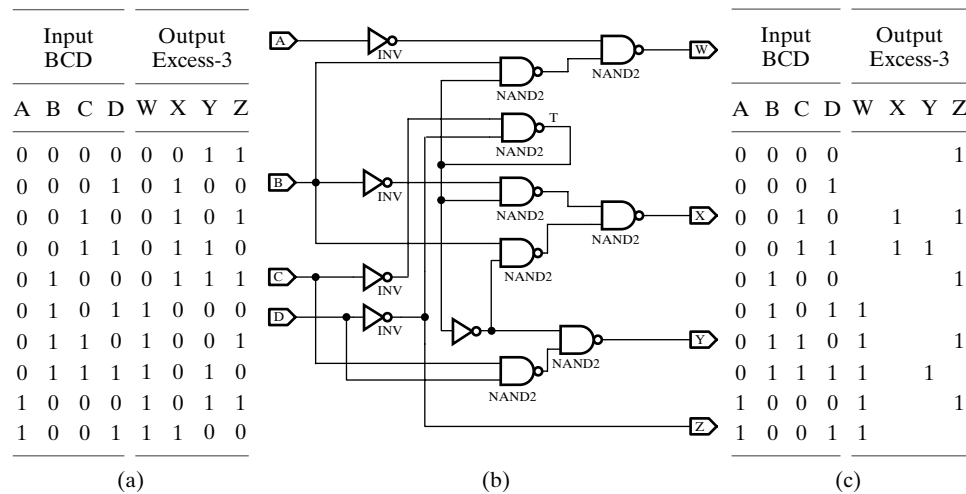 Input Output
BCD Excess-3
A B C D W X Y Z
0 0 0 0 0 0 1 1
0 0 0 1 0 1 0 0
0 0 1 0 0 1 0 1
0 0 1 1 0 1 1 0
0 1 0 0 0 1 1 1
0 1 0 1 1 0 0 0
0 1 1 0 1 0 0 1
0 1 1 1 1 0 1 0
1 0 0 0 1 0 1 1
1 0 0 1 1 1 0 0
(a)
A
INV
NAND2
W
NAND2
T
NAND2
B
INV
NAND2
NAND2
X
NAND2
C
INV
D
INV
NAND2
Y
NAND2
Z
(b)
Input Output
BCD Excess-3
A B C D W X Y Z
0 0 0 0 1
0 0 0 1
0 0 1 0 1 1
0 0 1 1 1 1
0 1 0 0 1
0 1 0 1 1
0 1 1 0 1 1
0 1 1 1 1 1
1 0 0 0 1 1
1 0 0 1 1
(c)